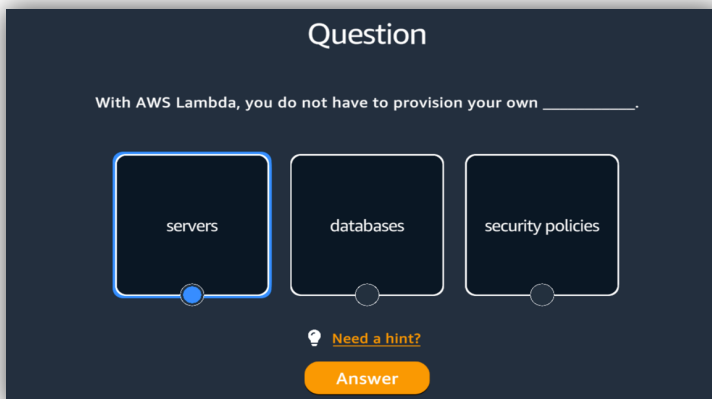 Question
With AWS Lambda, you do not have to provision your own ____________.
servers
databases
security policies
Need a hint?
Answer